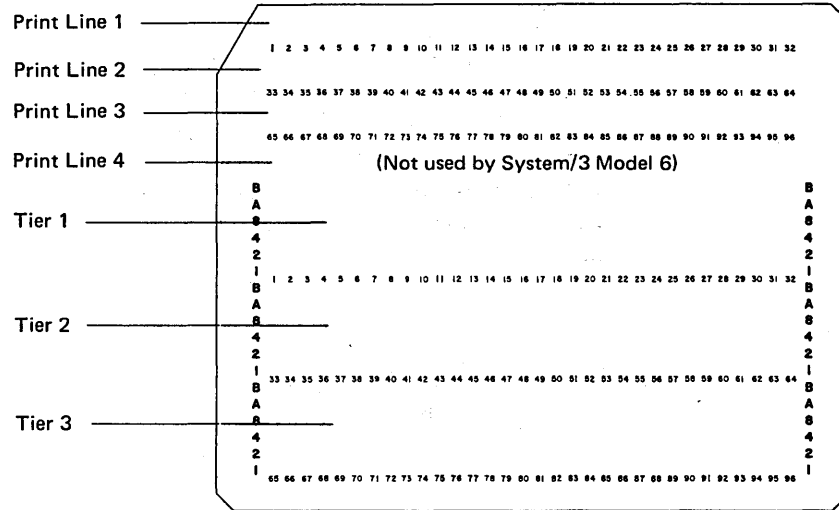 Print Line 1
1 2 3 4 5 6 7 8 9 10 11 12 13 14 15 16 17 18 19 20 21 22 23 24 25 26 27 28 29 30 31 32
Print Line 2
33 34 35 36 37 38 39 40 41 42 43 44 45 46 47 48 49 50 51 52 53 54 55 56 57 58 59 60 61 62 63 64
Print Line 3
65 66 67 68 69 70 71 72 73 74 75 76 77 78 79 80 81 82 83 84 85 86 87 88 89 90 91 92 93 94 95 96
Print Line 4 (Not used by System/3 Model 6)
B B
A A
Tier 1 8 8
4 4
2 2
1 1
1 2 3 4 5 6 7 8 9 10 11 12 13 14 15 16 17 18 19 20 21 22 23 24 25 26 27 28 29 30 31 32
B B
A A
Tier 2 8 8
4 4
2 2
1 1
33 34 35 36 37 38 39 40 41 42 43 44 45 46 47 48 49 50 51 52 53 54 55 56 57 58 59 60 61 62 63 64
B B
A A
Tier 3 8 8
4 4
2 2
1 1
65 66 67 68 69 70 71 72 73 74 75 76 77 78 79 80 81 82 83 84 85 86 87 88 89 90 91 92 93 94 95 96